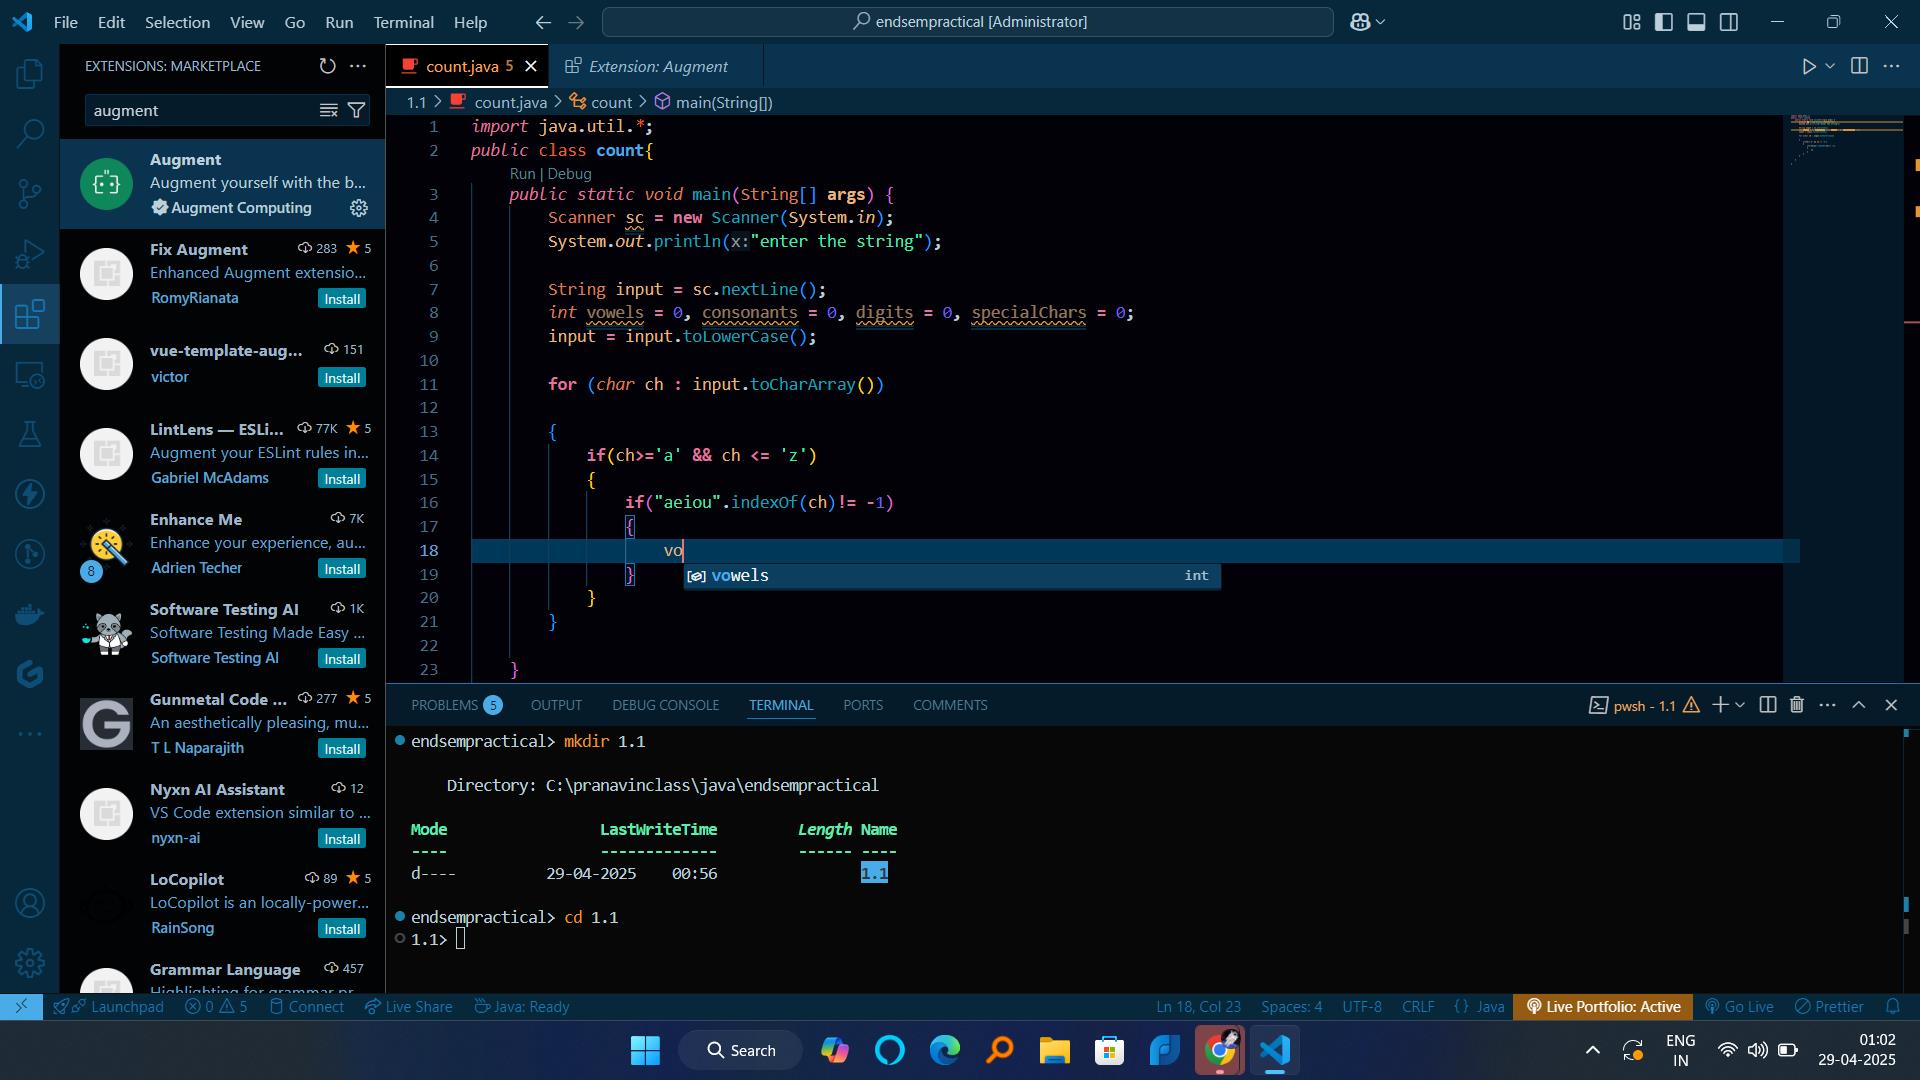 File Edit Selection View Go Run Terminal Help
endsempractical [Administrator]
EXTENSIONS: MARKETPLACE
augment
Augment
Augment yourself with the b...
Augment Computing
Fix Augment 283 5
Enhanced Augment extensio...
RomyRianata Install
vue-template-aug... 151
victor Install
LintLens — ESLi... 77K 5
Augment your ESLint rules in...
Gabriel McAdams Install
Enhance Me 7K
Enhance your experience, au...
8 Adrien Techer Install
Software Testing AI 1K
Software Testing Made Easy ...
Software Testing AI Install
Gunmetal Code ... 277 5
An aesthetically pleasing, mu...
T L Naparajith Install
Nyxn AI Assistant 12
VS Code extension similar to ...
nyxn-ai Install
LoCopilot 89 5
LoCopilot is an locally-power...
RainSong Install
Grammar Language 457
count.java 5 Extension: Augment
1.1 > count.java > count > main(String[])
1 import java.util.*;
2 public class count{
Run | Debug
3 public static void main(String[] args) {
4 Scanner sc = new Scanner(System.in);
5 System.out.println(x:"enter the string");
6
7 String input = sc.nextLine();
8 int vowels = 0, consonants = 0, digits = 0, specialChars = 0;
9 input = input.toLowerCase();
10
11 for (char ch : input.toCharArray())
12
13 {
14 if(ch>='a' && ch <= 'z')
15 {
16 if("aeiou".indexOf(ch)!= -1)
17 {
18 vo
vowels int
19 }
20 }
21 }
22
23 }
PROBLEMS 5 OUTPUT DEBUG CONSOLE TERMINAL PORTS COMMENTS pwsh - 1.1
endsempractical> mkdir 1.1
Directory: C:\pranavinclass\java\endsempractical
Mode LastWriteTime Length Name
---- ------------- ------ ----
d---- 29-04-2025 00:56 1.1
endsempractical> cd 1.1
1.1>
Launchpad 0 5 Connect Live Share Java: Ready Ln 18, Col 23 Spaces: 4 UTF-8 CRLF {} Java Live Portfolio: Active Go Live Prettier
Search
ENG
IN
01:02
29-04-2025